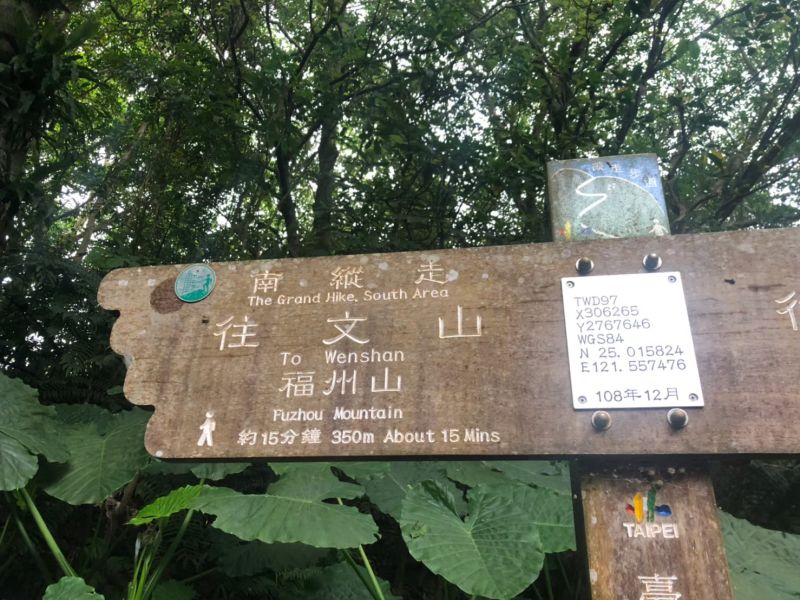 南縱走
The Grand Hike, South Area
往文山
To Wenshan
福州山
Fuzhou Mountain
約15分鐘 350m About 15 Mins
TWD97
X306265
Y2767646
WGS84
N 25.015824
E121.557476
108年12月
往
TAIPEI
臺